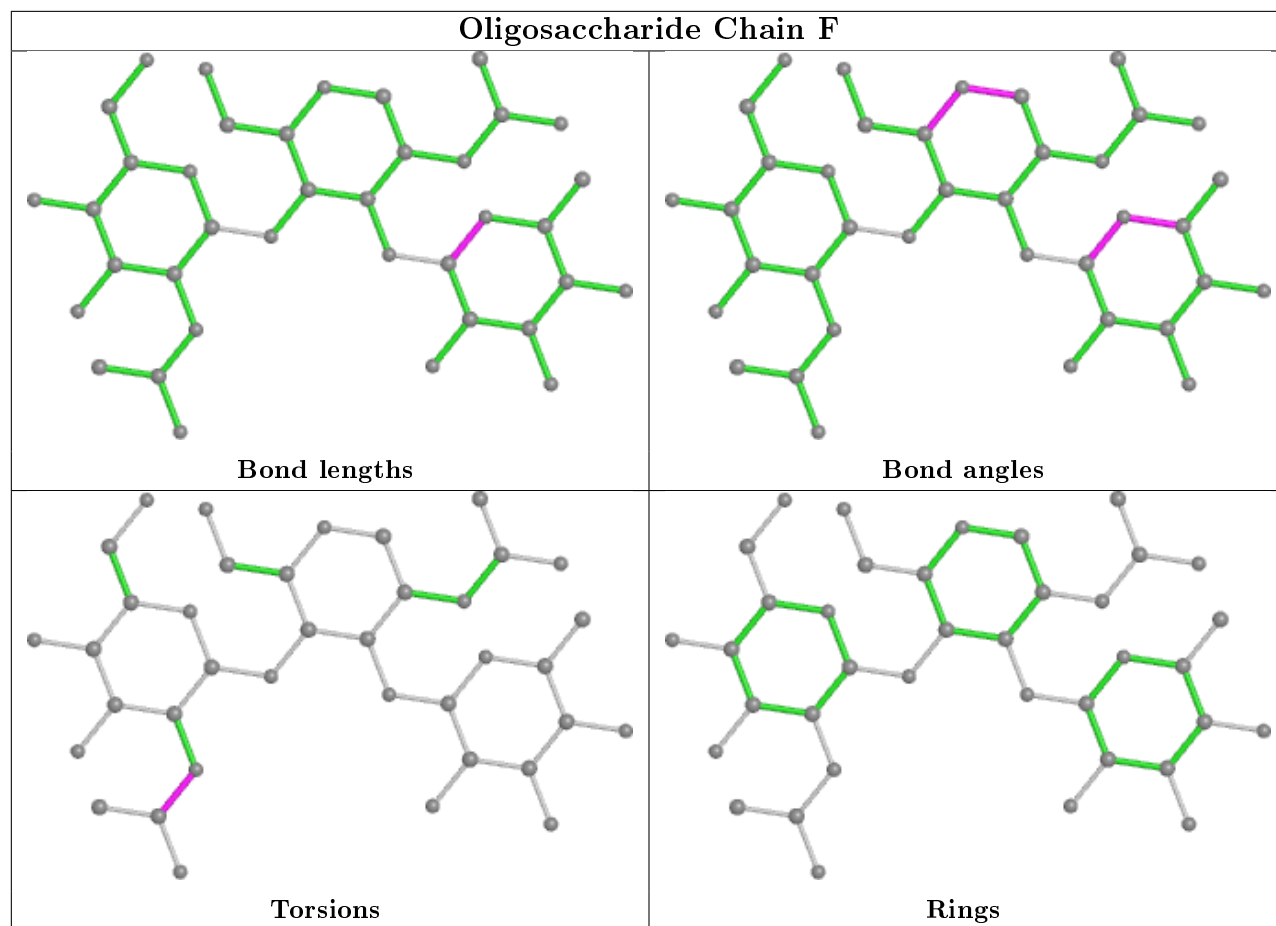 Oligosaccharide Chain F
Bond lengths
Bond angles
Torsions
Rings